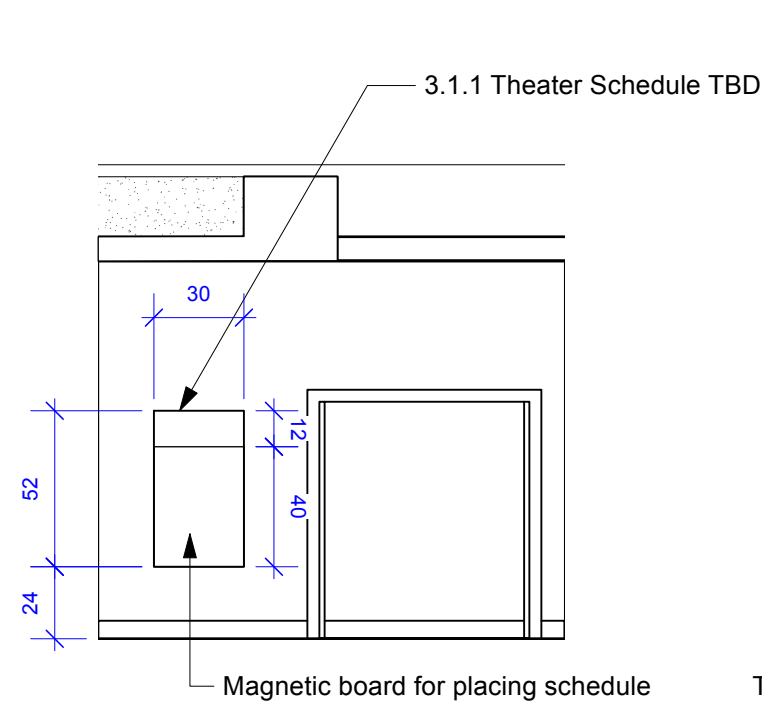 3.1.1 Theater Schedule TBD
30
12
52
40
24
Magnetic board for placing schedule
T